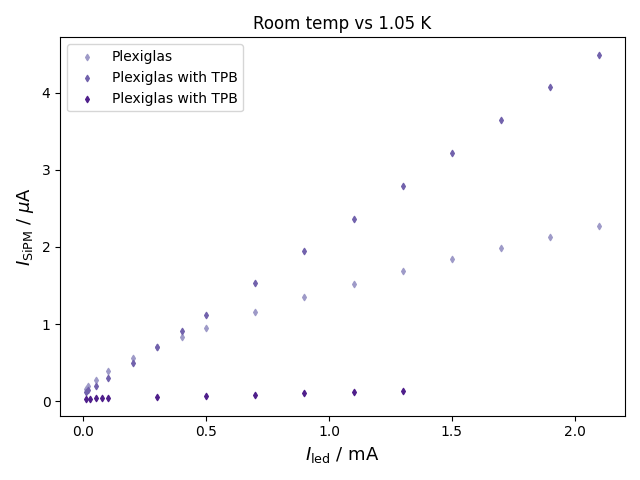 Room temp vs 1.05 K
Plexiglas
Plexiglas with TPB
Plexiglas with TPB
4
3
2
1
0
I_SiPM / μA
0.0 0.5 1.0 1.5 2.0
I_led / mA